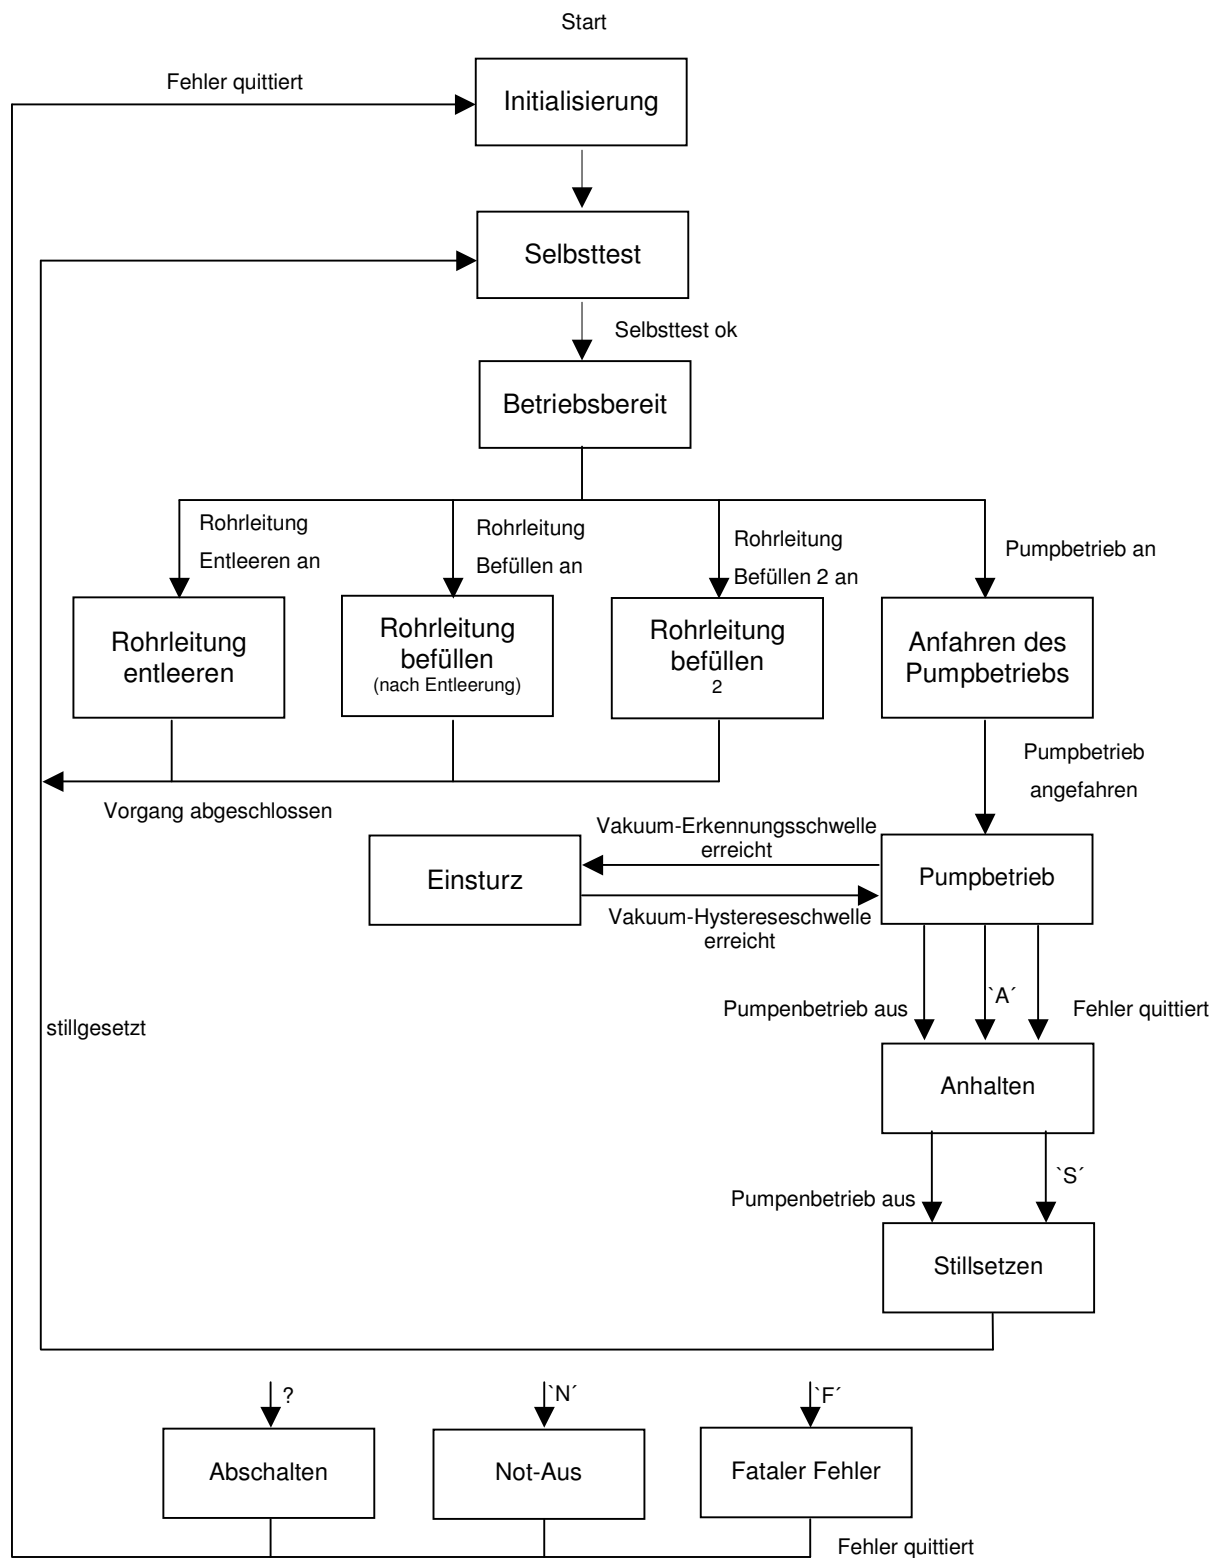 Start
Fehler quittiert
Initialisierung
Selbsttest
Selbsttest ok
Betriebsbereit
Rohrleitung
Entleeren an
Rohrleitung
Befüllen an
Rohrleitung
Befüllen 2 an
Pumpbetrieb an
Rohrleitung
entleeren
Rohrleitung
befüllen
(nach Entleerung)
Rohrleitung
befüllen
2
Anfahren des
Pumpbetriebs
Pumpbetrieb
angefahren
Vorgang abgeschlossen
Vakuum-Erkennungsschwelle
erreicht
Einsturz
Pumpbetrieb
Vakuum-Hystereseschwelle
erreicht
Pumpenbetrieb aus
`A´
Fehler quittiert
stillgesetzt
Anhalten
Pumpenbetrieb aus
`S´
Stillsetzen
?
`N´
`F´
Abschalten
Not-Aus
Fataler Fehler
Fehler quittiert